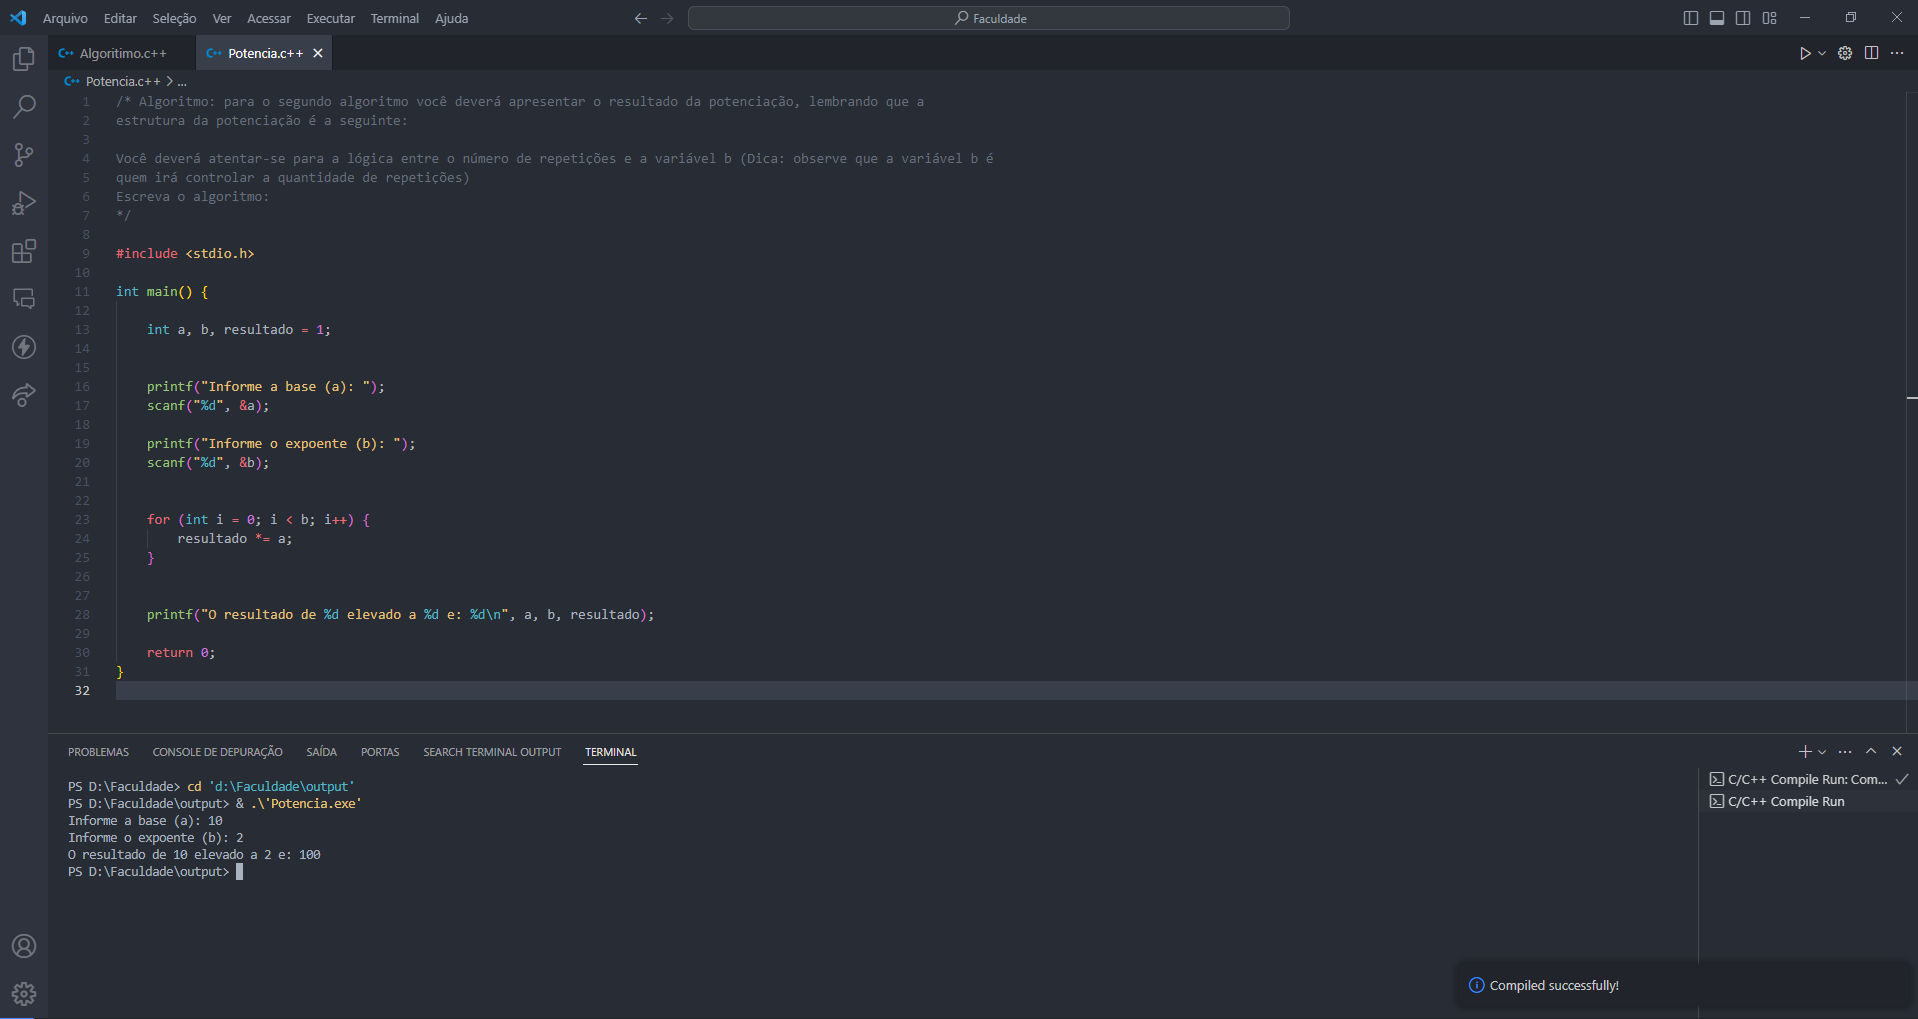 Arquivo Editar Seleção Ver Acessar Executar Terminal Ajuda
Faculdade
Algoritimo.c++
Potencia.c++
Potencia.c++ > ...
1 /* Algoritmo: para o segundo algoritmo você deverá apresentar o resultado da potenciação, lembrando que a
2 estrutura da potenciação é a seguinte:
3
4 Você deverá atentar-se para a lógica entre o número de repetições e a variável b (Dica: observe que a variável b é
5 quem irá controlar a quantidade de repetições)
6 Escreva o algoritmo:
7 */
8
9 #include <stdio.h>
10
11 int main() {
12
13 int a, b, resultado = 1;
14
15
16 printf("Informe a base (a): ");
17 scanf("%d", &a);
18
19 printf("Informe o expoente (b): ");
20 scanf("%d", &b);
21
22
23 for (int i = 0; i < b; i++) {
24 resultado *= a;
25 }
26
27
28 printf("O resultado de %d elevado a %d e: %d\n", a, b, resultado);
29
30 return 0;
31 }
32
PROBLEMAS CONSOLE DE DEPURAÇÃO SAÍDA PORTAS SEARCH TERMINAL OUTPUT TERMINAL
PS D:\Faculdade> cd 'd:\Faculdade\output'
PS D:\Faculdade\output> & .\'Potencia.exe'
Informe a base (a): 10
Informe o expoente (b): 2
O resultado de 10 elevado a 2 e: 100
PS D:\Faculdade\output>
C/C++ Compile Run: Com...
C/C++ Compile Run
Compiled successfully!